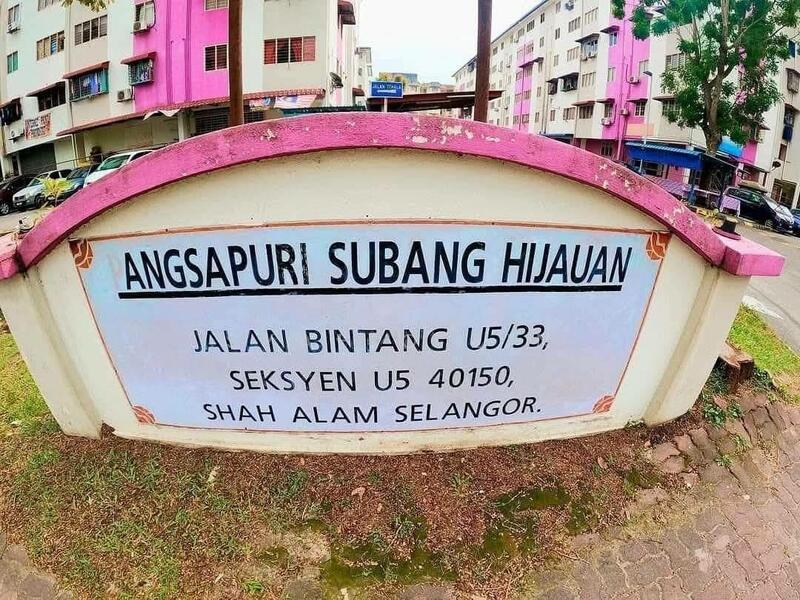 ANGSAPURI SUBANG HIJAUAN
JALAN BINTANG U5/33,
SEKSYEN U5 40150,
SHAH ALAM SELANGOR.